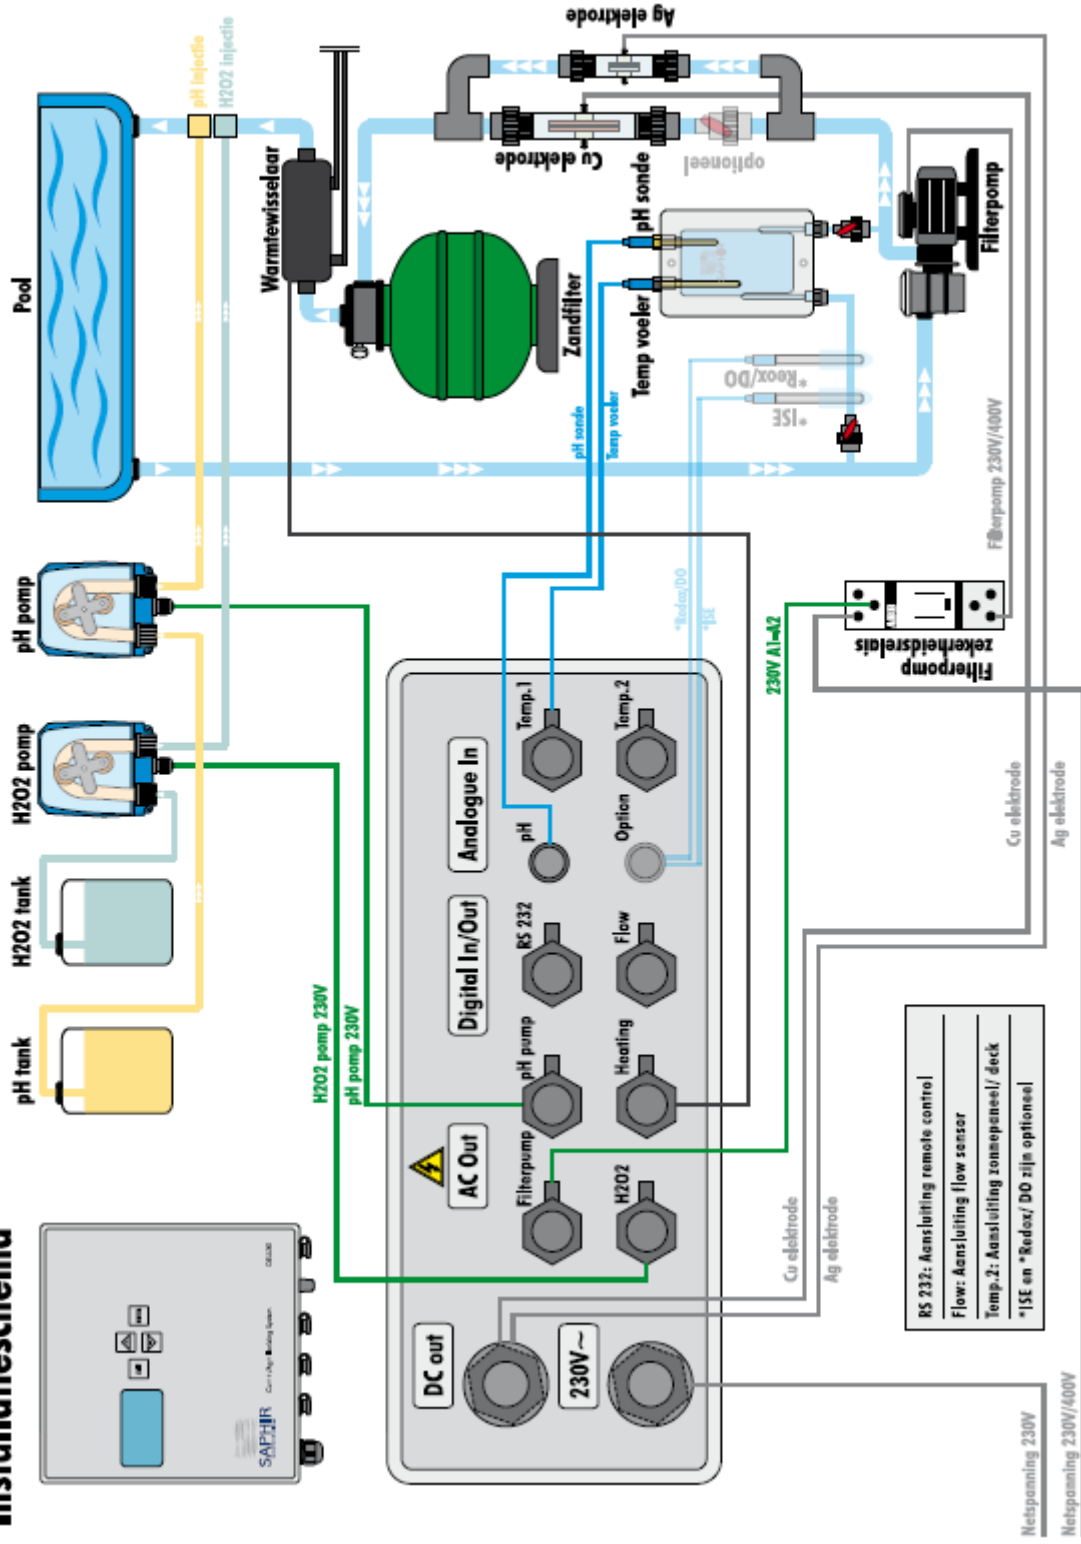 Installatieschema
pH tank
H2O2 tank
H2O2 pomp
pH pomp
Pool
pH injectie
H2O2 injectie
Warmtewisselaar
Zandfilter
Ag elektrode
Cu elektrode
optioneel
pH sonde
Temp voeler
*Reox/DO
*ISE
Filterpomp
pH sonde
Temp voeler
*Redox/DO
*ISE
Filterpomp 230V/400V
Filterpomp
zekerheidsrelais
230V A1-A2
H2O2 pomp 230V
pH pomp 230V
SAPHIR
DC out
230V~
AC Out
Digital In/Out
Analogue In
Filterpump
pH pump
RS 232
pH
Temp.1
H2O2
Heating
Flow
Option
Temp.2
Cu elektrode
Ag elektrode
Cu elektrode
Ag elektrode
RS 232: Aansluiting remote control
Flow: Aansluiting flow sensor
Temp.2: Aansluiting zonnepaneel/ deck
*ISE en *Redox/ DO zijn optioneel
Netspanning 230V
Netspanning 230V/400V